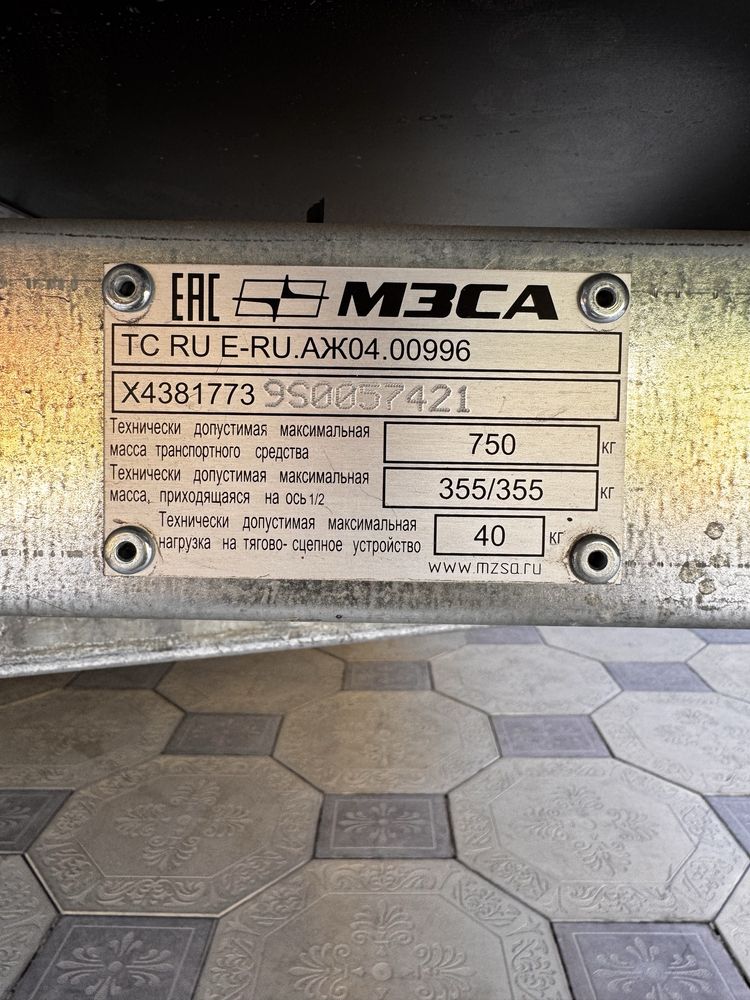 EAC МЗСА
ТС RU E-RU.АЖ04.00996
X4381773 9S0057421
Технически допустимая максимальная
масса транспортного средства
750 кг
Технически допустимая максимальная
масса, приходящаяся на ось 1/2
355/355 кг
Технически допустимая максимальная
нагрузка на тягово-сцепное устройство
40 кг
www.mzsa.ru